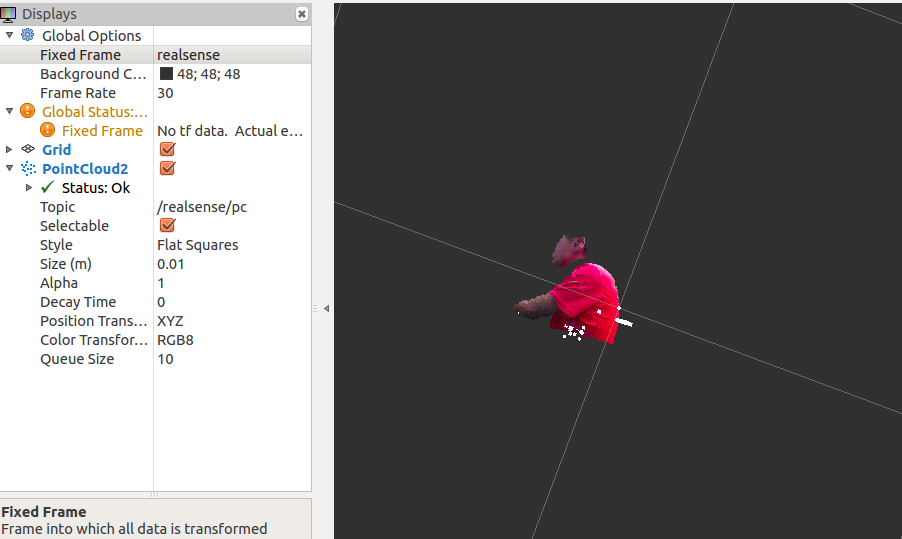 Displays
Global Options
Fixed Frame realsense
Background C... 48; 48; 48
Frame Rate 30
Global Status:...
Fixed Frame No tf data. Actual e...
Grid
PointCloud2
Status: Ok
Topic /realsense/pc
Selectable
Style Flat Squares
Size (m) 0.01
Alpha 1
Decay Time 0
Position Trans... XYZ
Color Transfor... RGB8
Queue Size 10
Fixed Frame
Frame into which all data is transformed